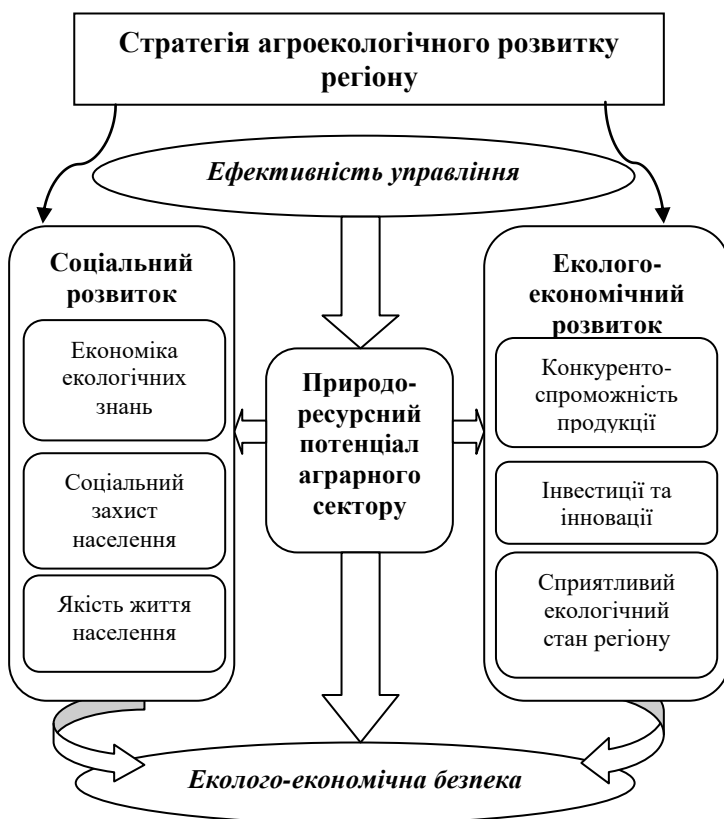 Стратегія агроекологічного розвитку
регіону
Ефективність управління
Соціальний
розвиток
Економіка
екологічних
знань
Соціальний
захист
населення
Якість життя
населення
Природо-
ресурсний
потенціал
аграрного
сектору
Еколого-
економічний
розвиток
Конкуренто-
спроможність
продукції
Інвестиції та
інновації
Сприятливий
екологічний
стан регіону
Еколого-економічна безпека